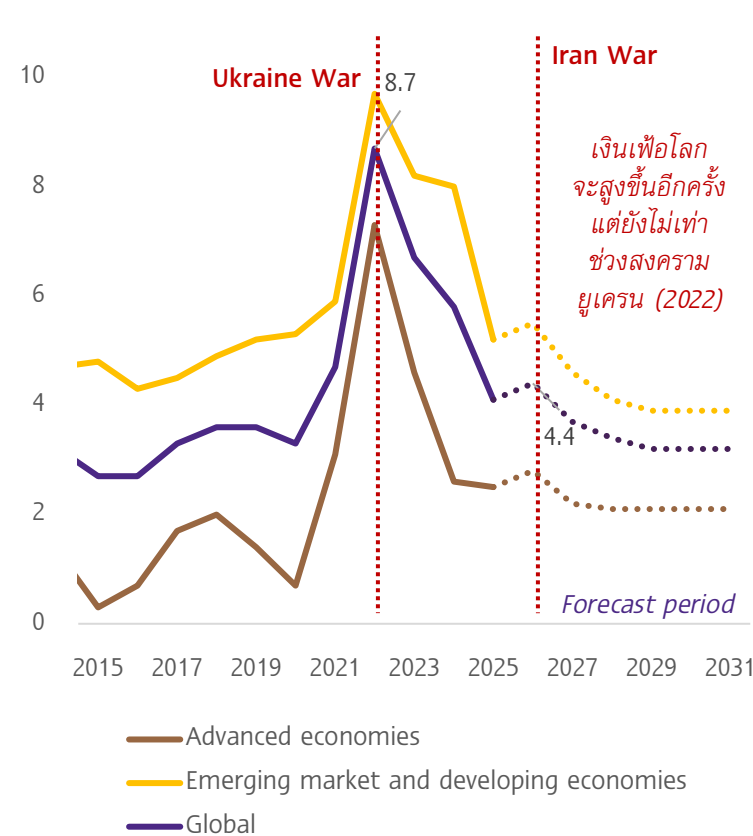 10
8
6
4
2
0
Ukraine War
8.7
Iran War
เงินเฟ้อโลก
จะสูงขึ้นอีกครั้ง
แต่ยังไม่เท่า
ช่วงสงคราม
ยูเครน (2022)
4.4
Forecast period
2015 2017 2019 2021 2023 2025 2027 2029 2031
Advanced economies
Emerging market and developing economies
Global